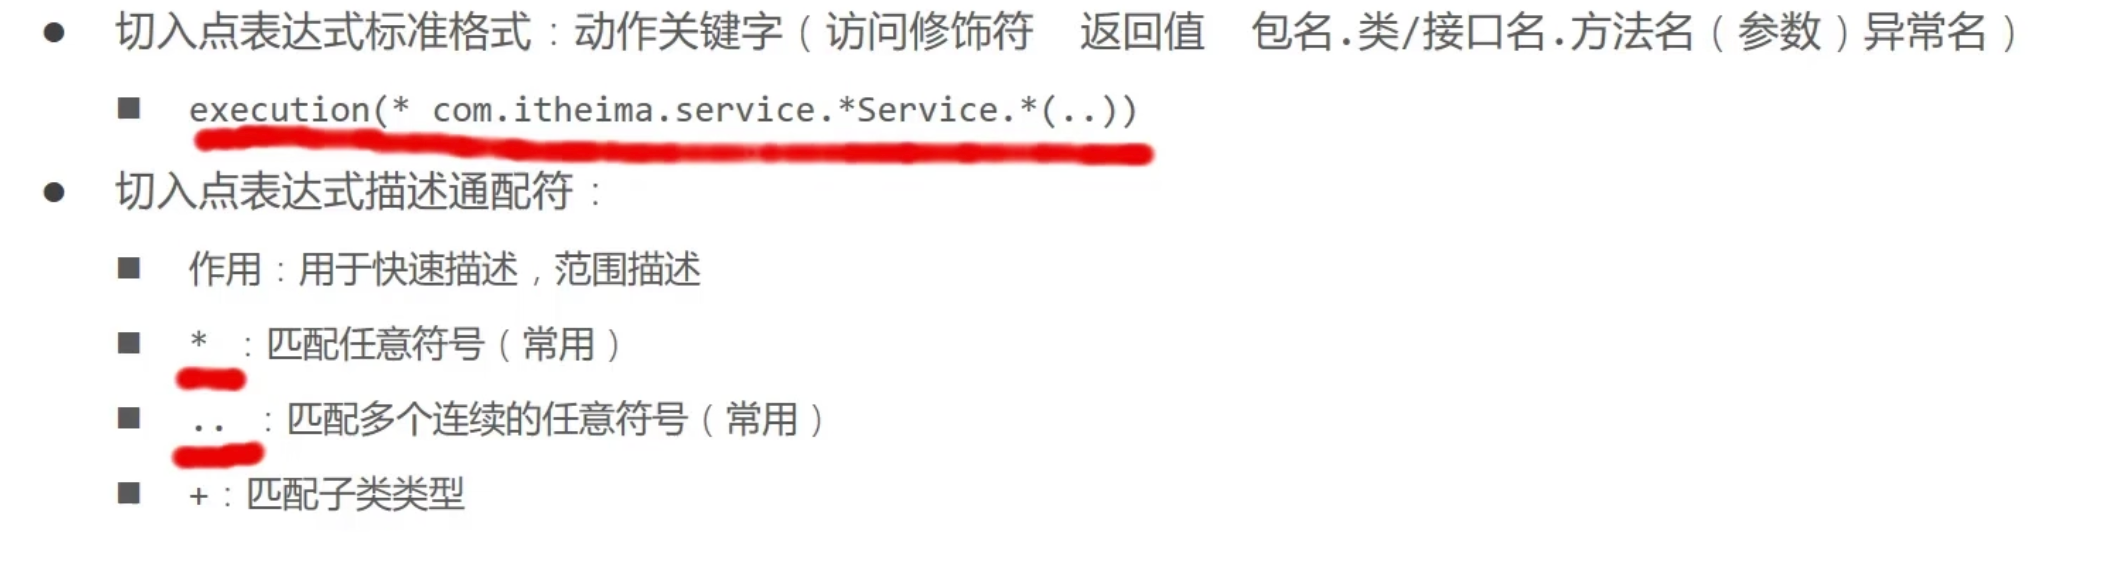 ● 切入点表达式标准格式：动作关键字（访问修饰符 返回值 包名.类/接口名.方法名（参数）异常名）
■ execution(* com.itheima.service.*Service.*(..))
● 切入点表达式描述通配符：
■ 作用：用于快速描述，范围描述
■ * ：匹配任意符号（常用）
■ .. ：匹配多个连续的任意符号（常用）
■ +：匹配子类类型